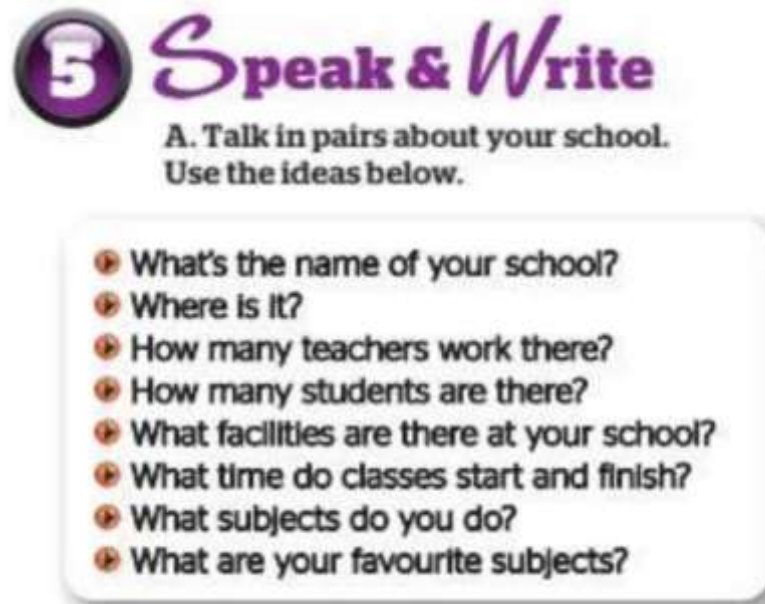 5 Speak & Write
A. Talk in pairs about your school.
Use the ideas below.
What's the name of your school?
Where is it?
How many teachers work there?
How many students are there?
What facilities are there at your school?
What time do classes start and finish?
What subjects do you do?
What are your favourite subjects?